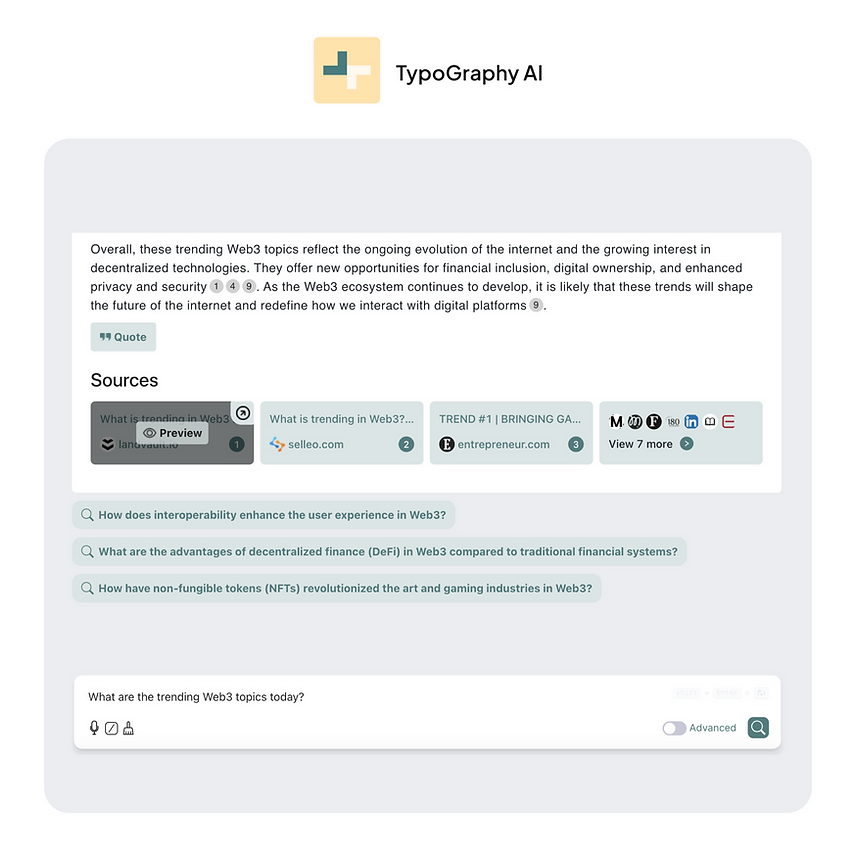 TypoGraphy AI
Overall, these trending Web3 topics reflect the ongoing evolution of the internet and the growing interest in
decentralized technologies. They offer new opportunities for financial inclusion, digital ownership, and enhanced
privacy and security 1 4 9. As the Web3 ecosystem continues to develop, it is likely that these trends will shape
the future of the internet and redefine how we interact with digital platforms 9.
Quote
Sources
What is trending in Web3
Preview
landvault.io 1
What is trending in Web3?...
selleo.com 2
TREND #1 | BRINGING GA...
E entrepreneur.com 3
M. m F 180 in
View 7 more
How does interoperability enhance the user experience in Web3?
What are the advantages of decentralized finance (DeFi) in Web3 compared to traditional financial systems?
How have non-fungible tokens (NFTs) revolutionized the art and gaming industries in Web3?
What are the trending Web3 topics today?
Advanced